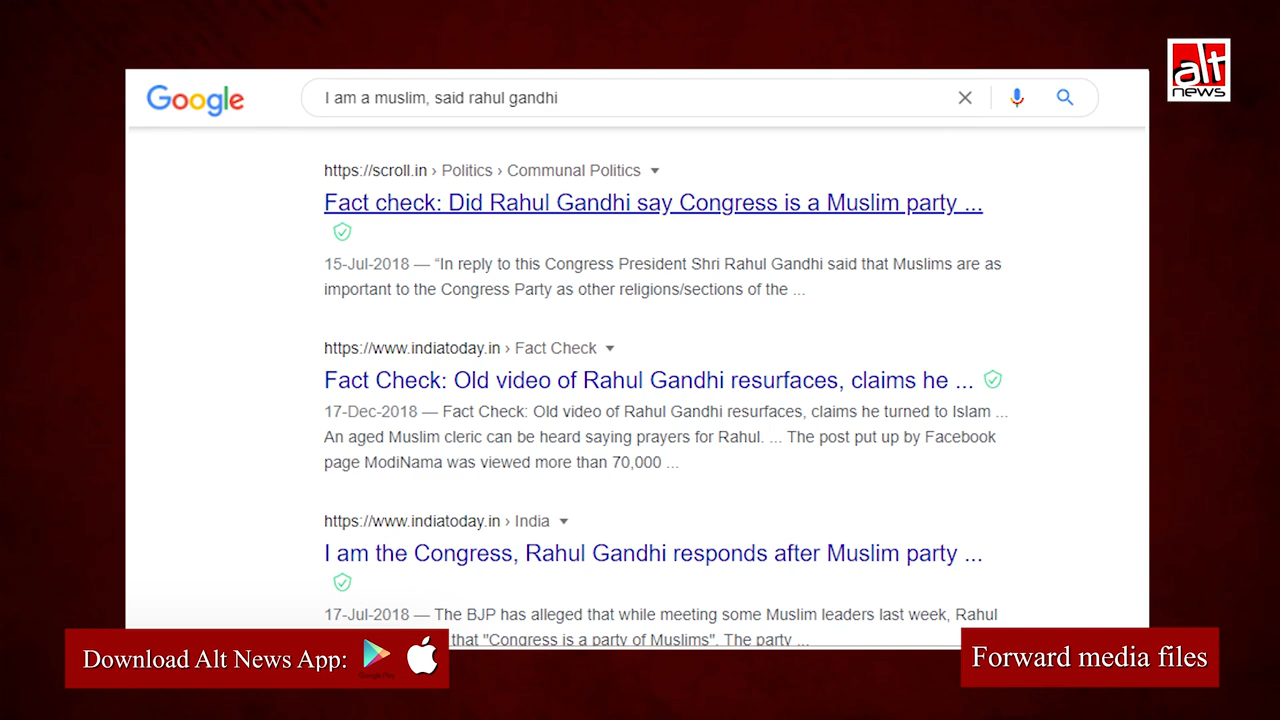 alt
news
Google
I am a muslim, said rahul gandhi
https://scroll.in › Politics › Communal Politics
Fact check: Did Rahul Gandhi say Congress is a Muslim party ...
15-Jul-2018 — “In reply to this Congress President Shri Rahul Gandhi said that Muslims are as
important to the Congress Party as other religions/sections of the ...
https://www.indiatoday.in › Fact Check
Fact Check: Old video of Rahul Gandhi resurfaces, claims he ...
17-Dec-2018 — Fact Check: Old video of Rahul Gandhi resurfaces, claims he turned to Islam ...
An aged Muslim cleric can be heard saying prayers for Rahul. ... The post put up by Facebook
page ModiNama was viewed more than 70,000 ...
https://www.indiatoday.in › India
I am the Congress, Rahul Gandhi responds after Muslim party ...
17-Jul-2018 — The BJP has alleged that while meeting some Muslim leaders last week, Rahul
that "Congress is a party of Muslims". The party ...
Download Alt News App:
Google Play
Forward media files